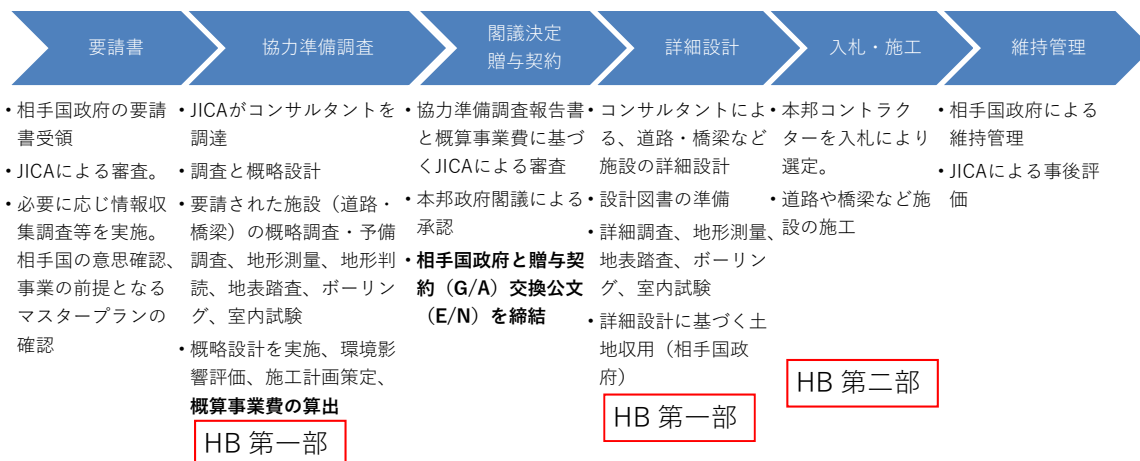 要請書
協力準備調査
閣議決定
贈与契約
詳細設計
入札・施工
維持管理
・相手国政府の要請
書受領
・JICAによる審査。
・必要に応じ情報収
集調査等を実施。
相手国の意思確認、
事業の前提となる
マスタープランの
確認
・JICAがコンサルタントを
調達
・調査と概略設計
・要請された施設（道路・
橋梁）の概略調査・予備
調査、地形測量、地形判
読、地表踏査、ボーリン
グ、室内試験
・概略設計を実施、環境影
響評価、施工計画策定、
概算事業費の算出
HB 第一部
・協力準備調査報告書
と概算事業費に基づ
くJICAによる審査
・本邦政府閣議による
承認
・相手国政府と贈与契
約（G/A）交換公文
（E/N）を締結
・コンサルタントによ
る、道路・橋梁など
施設の詳細設計
・設計図書の準備
・詳細調査、地形測量、
地表踏査、ボーリン
グ、室内試験
・詳細設計に基づく土
地収用（相手国政
府）
HB 第一部
・本邦コントラク
ターを入札により
選定。
・道路や橋梁など施
設の施工
HB 第二部
・相手国政府による
維持管理
・JICAによる事後評
価